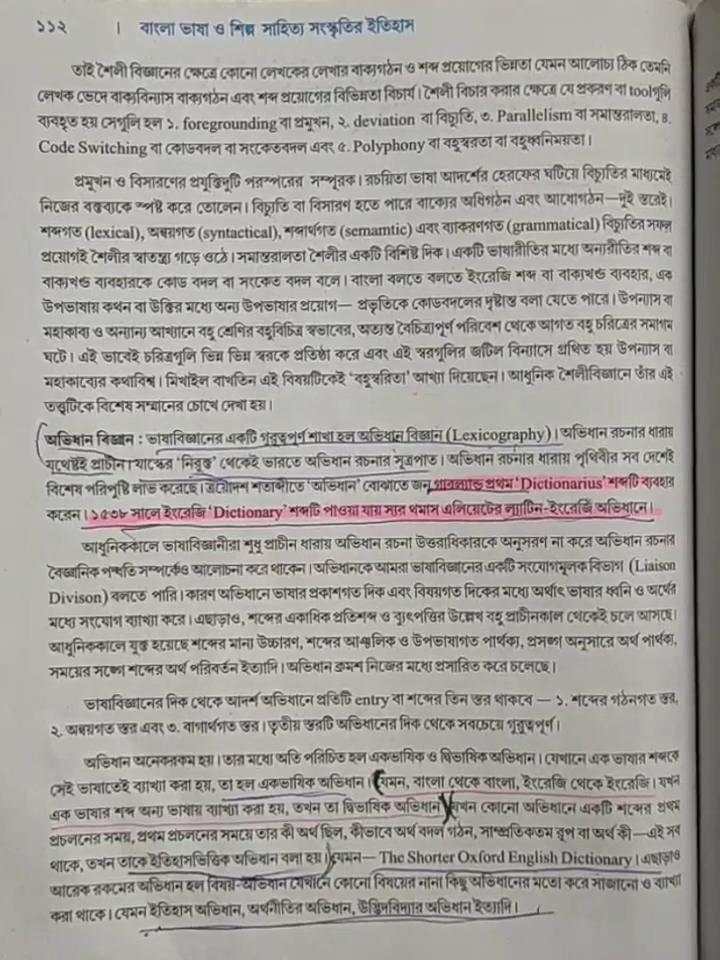 ১১২ । বাংলা ভাষা ও শিল্প সাহিত্য সংস্কৃতির ইতিহাস
তাই শৈলী বিজ্ঞানের ক্ষেত্রে কোনো লেখকের লেখার বাক্যগঠন ও শব্দ প্রয়োগের ভিন্নতা যেমন আলোচ্য ঠিক তেমনি
লেখক ভেদে বাক্যবিন্যাস বাক্যগঠন এবং শব্দ প্রয়োগের বিভিন্নতা বিচার্য। শৈলী বিচার করার ক্ষেত্রে যে প্রকরণ বা toolগুলি
ব্যবহৃত হয় সেগুলি হল ১. foregrounding বা প্রমুখন, ২. deviation বা বিচ্যুতি, ৩. Parallelism বা সমান্তরালতা, ৪.
Code Switching বা কোডবদল বা সংকেতবদল এবং ৫. Polyphony বা বহুস্বরতা বা বহুধ্বনিময়তা।
প্রমুখন ও বিসারণের প্রযুক্তিদুটি পরস্পরের সম্পূরক। রচয়িতা ভাষা আদর্শের হেরফের ঘটিয়ে বিচ্যুতির মাধ্যমেই
নিজের বক্তব্যকে স্পষ্ট করে তোলেন। বিচ্যুতি বা বিসারণ হতে পারে বাক্যের অধিগঠন এবং আধোগঠন—দুই স্তরেই।
শব্দগত (lexical), অন্বয়গত (syntactical), শব্দার্থগত (semamtic) এবং ব্যাকরণগত (grammatical) বিচ্যুতির সফল
প্রয়োগই শৈলীর স্বাতন্ত্র্য গড়ে ওঠে। সমান্তরালতা শৈলীর একটি বিশিষ্ট দিক। একটি ভাষারীতির মধ্যে অন্যরীতির শব্দ বা
বাক্যখণ্ড ব্যবহারকে কোড বদল বা সংকেত বদল বলে। বাংলা বলতে বলতে ইংরেজি শব্দ বা বাক্যখণ্ড ব্যবহার, এক
উপভাষায় কথন বা উক্তির মধ্যে অন্য উপভাষার প্রয়োগ— প্রভৃতিকে কোডবদলের দৃষ্টান্ত বলা যেতে পারে। উপন্যাস বা
মহাকাব্য ও অন্যান্য আখ্যানে বহু শ্রেণির বহুবিচিত্র স্বভাবের, অত্যন্ত বৈচিত্র্যপূর্ণ পরিবেশ থেকে আগত বহু চরিত্রের সমাগম
ঘটে। এই ভাবেই চরিত্রগুলি ভিন্ন ভিন্ন স্বরকে প্রতিষ্ঠা করে এবং এই স্বরগুলির জটিল বিন্যাসে গ্রথিত হয় উপন্যাস বা
মহাকাব্যের কথাবিশ্ব। মিখাইল বাখতিন এই বিষয়টিকেই ‘বহুস্বরিতা’ আখ্যা দিয়েছেন। আধুনিক শৈলীবিজ্ঞানে তাঁর এই
তত্ত্বটিকে বিশেষ সম্মানের চোখে দেখা হয়।
অভিধান বিজ্ঞান : ভাষাবিজ্ঞানের একটি গুরুত্বপূর্ণ শাখা হল অভিধান বিজ্ঞান (Lexicography)। অভিধান রচনার ধারায়
যথেষ্টই প্রাচীন। যাস্কের ‘নিরুক্ত’ থেকেই ভারতে অভিধান রচনার সূত্রপাত। অভিধান রচনার ধারায় পৃথিবীর সব দেশেই
বিশেষ পরিপুষ্টি লাভ করেছে। ত্রয়োদশ শতাব্দীতে ‘অভিধান’ বোঝাতে জন গারল্যান্ড প্রথম ‘Dictionarius’ শব্দটি ব্যবহার
করেন। ১৫৩৮ সালে ইংরেজি ‘Dictionary’ শব্দটি পাওয়া যায় স্যর থমাস এলিয়েটের ল্যাটিন-ইংরেজি অভিধানে।
আধুনিককালে ভাষাবিজ্ঞানীরা শুধু প্রাচীন ধারায় অভিধান রচনা উত্তরাধিকারকে অনুসরণ না করে অভিধান রচনার
বৈজ্ঞানিক পদ্ধতি সম্পর্কেও আলোচনা করে থাকেন। অভিধানকে আমরা ভাষাবিজ্ঞানের একটি সংযোগমূলক বিভাগ (Liaison
Divison) বলতে পারি। কারণ অভিধানে ভাষার প্রকাশগত দিক এবং বিষয়গত দিকের মধ্যে অর্থাৎ ভাষার ধ্বনি ও অর্থের
মধ্যে সংযোগ ব্যাখ্যা করে। এছাড়াও, শব্দের একাধিক প্রতিশব্দ ও ব্যুৎপত্তির উল্লেখ বহু প্রাচীনকাল থেকেই চলে আসছে।
আধুনিককালে যুক্ত হয়েছে শব্দের মান্য উচ্চারণ, শব্দের আঞ্চলিক ও উপভাষাগত পার্থক্য, প্রসঙ্গ অনুসারে অর্থ পার্থক্য,
সময়ের সঙ্গে শব্দের অর্থ পরিবর্তন ইত্যাদি। অভিধান ক্রমশ নিজের মধ্যে প্রসারিত করে চলেছে।
ভাষাবিজ্ঞানের দিক থেকে আদর্শ অভিধানে প্রতিটি entry বা শব্দের তিন স্তর থাকবে — ১. শব্দের গঠনগত স্তর,
২. অন্বয়গত স্তর এবং ৩. বাগার্থগত স্তর। তৃতীয় স্তরটি অভিধানের দিক থেকে সবচেয়ে গুরুত্বপূর্ণ।
অভিধান অনেকরকম হয়। তার মধ্যে অতি পরিচিত হল একভাষিক ও দ্বিভাষিক অভিধান। যেখানে এক ভাষার শব্দকে
সেই ভাষাতেই ব্যাখ্যা করা হয়, তা হল একভাষিক অভিধান। যেমন, বাংলা থেকে বাংলা, ইংরেজি থেকে ইংরেজি। যখন
এক ভাষার শব্দ অন্য ভাষায় ব্যাখ্যা করা হয়, তখন তা দ্বিভাষিক অভিধান। যখন কোনো অভিধানে একটি শব্দের প্রথম
প্রচলনের সময়, প্রথম প্রচলনের সময়ে তার কী অর্থ ছিল, কীভাবে অর্থ বদল গঠন, সাম্প্রতিকতম রূপ বা অর্থ কী—এই সব
থাকে, তখন তাকে ইতিহাসভিত্তিক অভিধান বলা হয়। যেমন— The Shorter Oxford English Dictionary। এছাড়াও
আরেক রকমের অভিধান হল বিষয়-অভিধান যেখানে কোনো বিষয়ের নানা কিছু অভিধানের মতো করে সাজানো ও ব্যাখ্যা
করা থাকে। যেমন ইতিহাস অভিধান, অর্থনীতির অভিধান, উদ্ভিদবিদ্যার অভিধান ইত্যাদি।